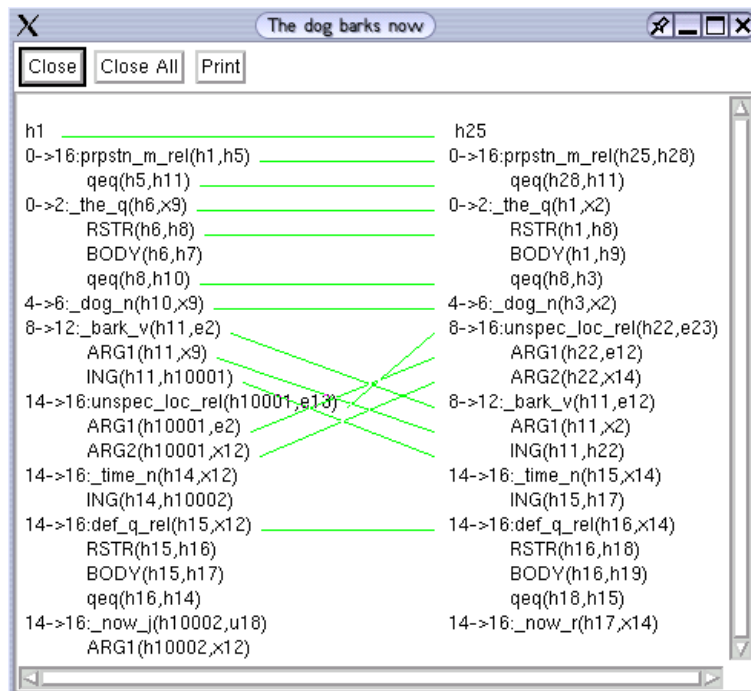 The dog barks now
Close Close All Print
h1 h25
0->16:prpstn_m_rel(h1,h5) 0->16:prpstn_m_rel(h25,h28)
qeq(h5,h11) qeq(h28,h11)
0->2:_the_q(h6,x9) 0->2:_the_q(h1,x2)
RSTR(h6,h8) RSTR(h1,h8)
BODY(h6,h7) BODY(h1,h9)
qeq(h8,h10) qeq(h8,h3)
4->6:_dog_n(h10,x9) 4->6:_dog_n(h3,x2)
8->12:_bark_v(h11,e2) 8->16:unspec_loc_rel(h22,e23)
ARG1(h11,x9) ARG1(h22,e12)
ING(h11,h10001) ARG2(h22,x14)
14->16:unspec_loc_rel(h10001,e13) 8->12:_bark_v(h11,e12)
ARG1(h10001,e2) ARG1(h11,x2)
ARG2(h10001,x12) ING(h11,h22)
14->16:_time_n(h14,x12) 14->16:_time_n(h15,x14)
ING(h14,h10002) ING(h15,h17)
14->16:def_q_rel(h15,x12) 14->16:def_q_rel(h16,x14)
RSTR(h15,h16) RSTR(h16,h18)
BODY(h15,h17) BODY(h16,h19)
qeq(h16,h14) qeq(h18,h15)
14->16:_now_j(h10002,u18) 14->16:_now_r(h17,x14)
ARG1(h10002,x12)